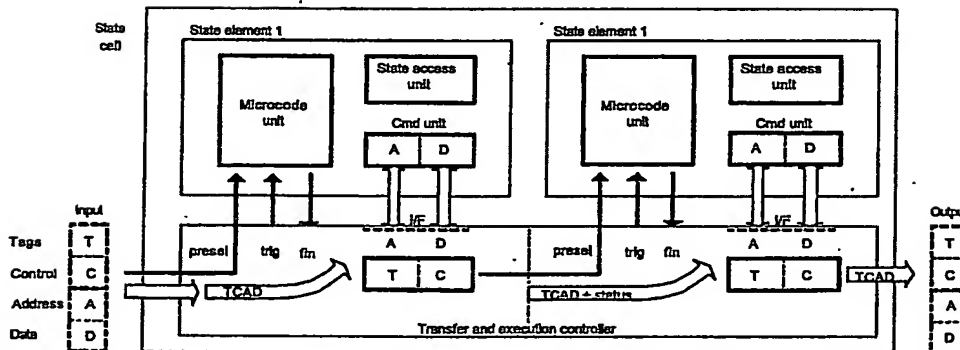 State cell
State element 1
State element 1
Microcode unit
State access unit
Cmd unit
A D
Microcode unit
State access unit
Cmd unit
A D
Input
I/F
I/F
Output
Tags T
presel trig fin
A D
presel trig fin
A D
T
Control C
T C
T C
C
TCAD
TCAD + status
TCAD
Address A
A
Data D
Transfer and execution controller
D